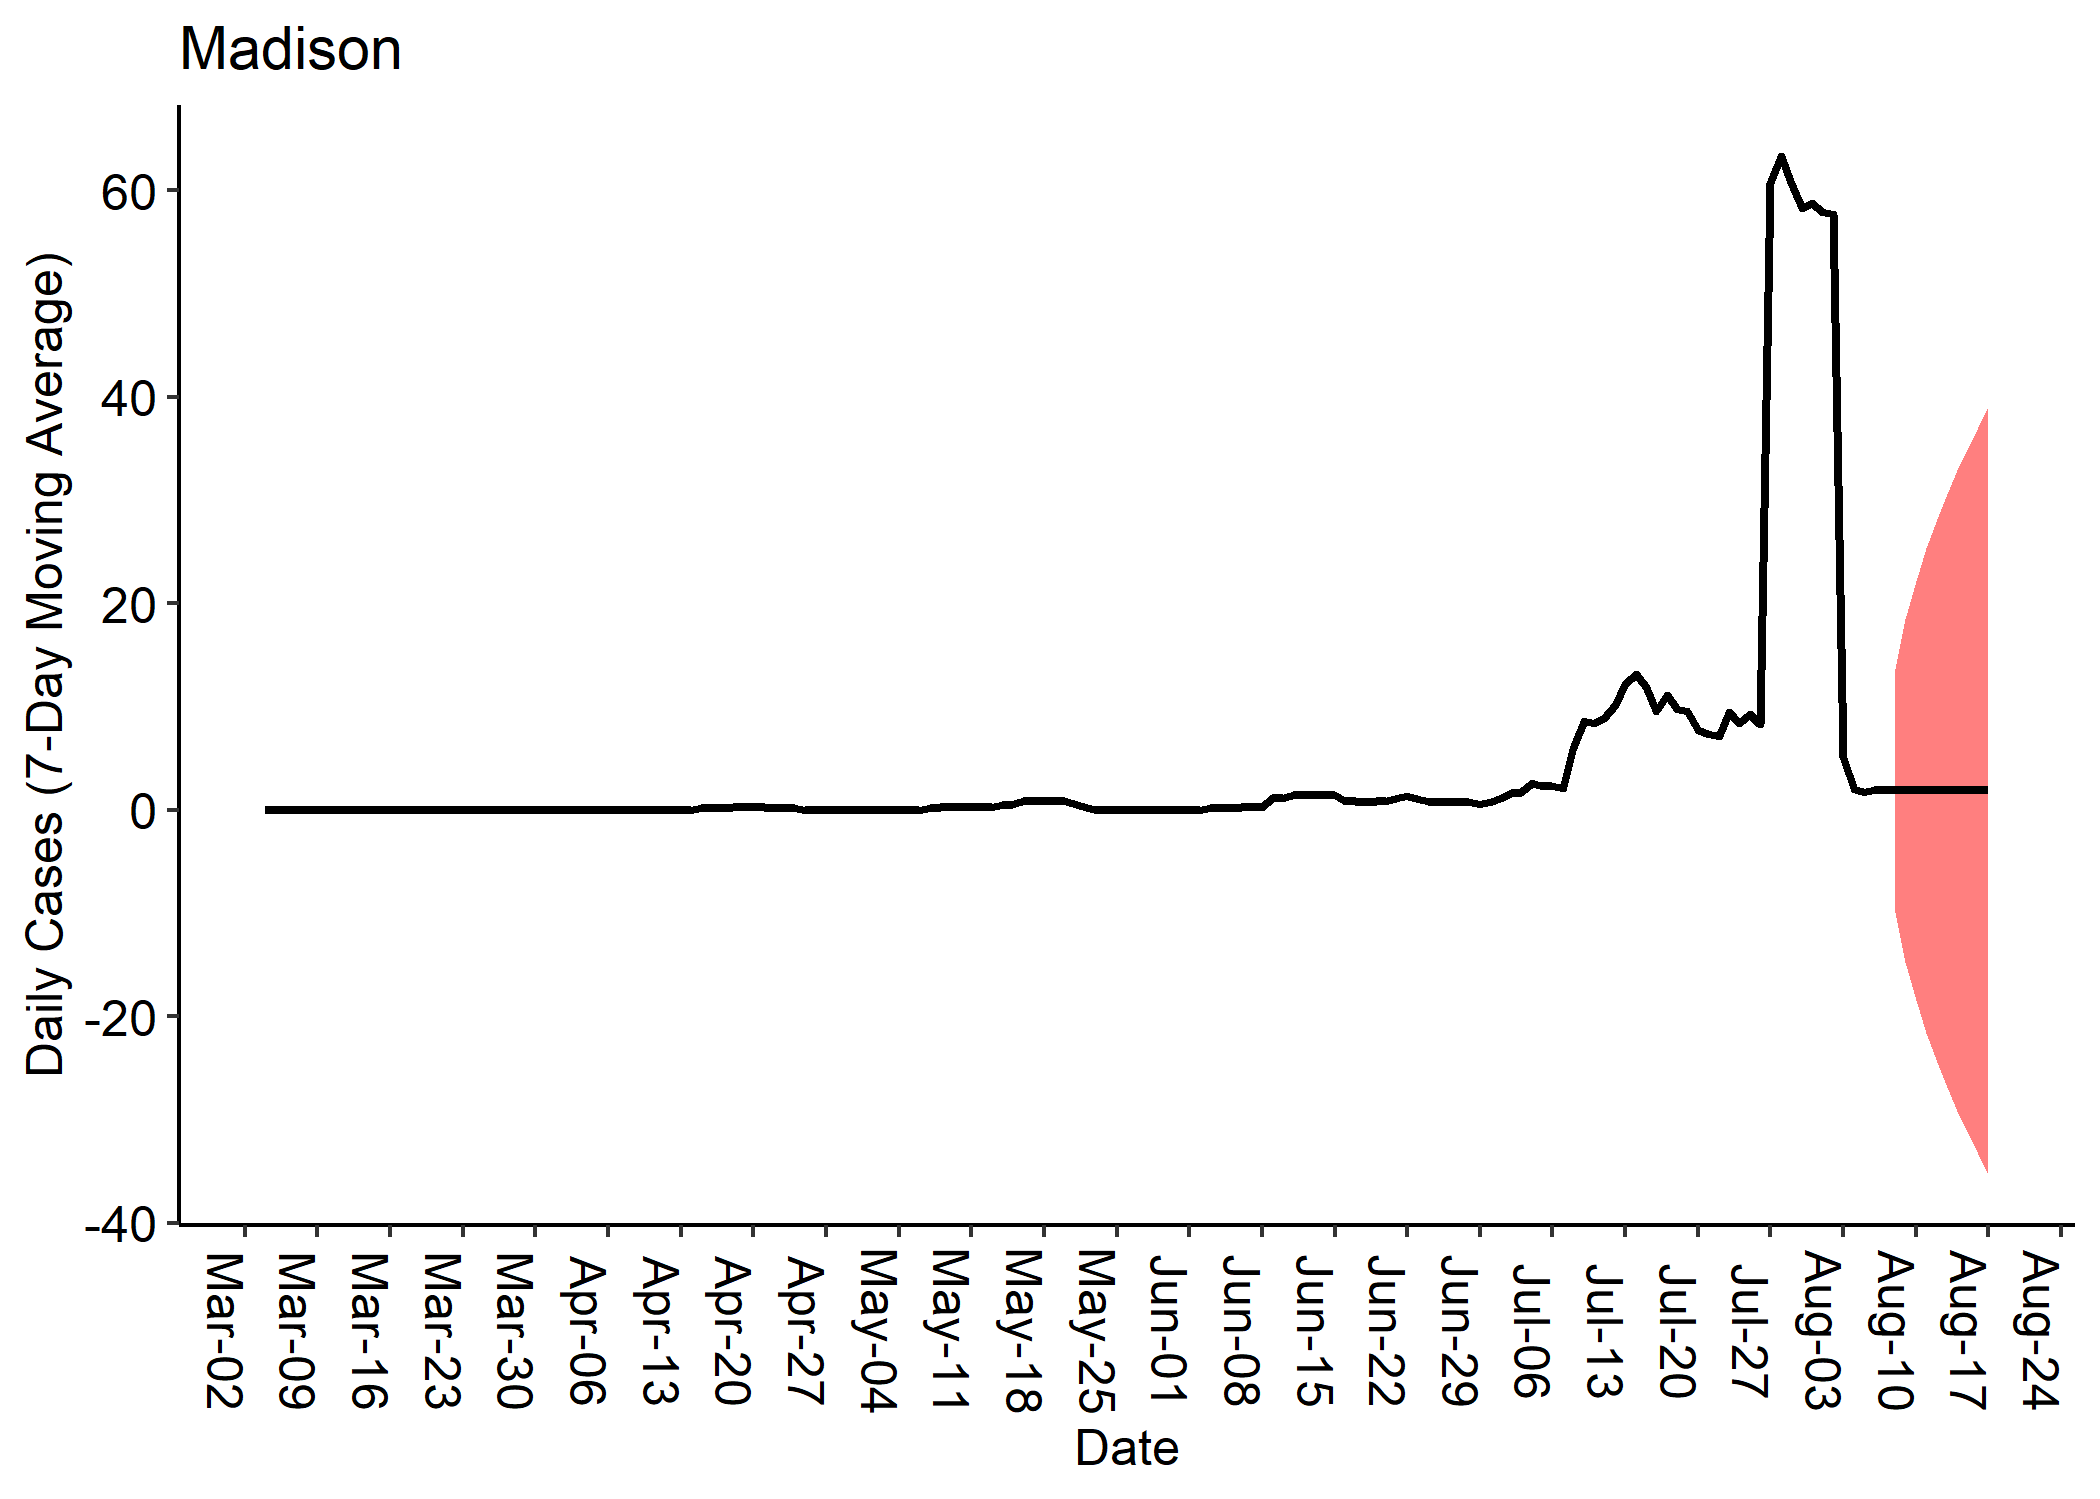 Madison
Daily Cases (7-Day Moving Average)
60
40
20
0
-20
-40
Mar-02
Mar-09
Mar-16
Mar-23
Mar-30
Apr-06
Apr-13
Apr-20
Apr-27
May-04
May-11
May-18
May-25
Jun-01
Jun-08
Jun-15
Jun-22
Jun-29
Jul-06
Jul-13
Jul-20
Jul-27
Aug-03
Aug-10
Aug-17
Aug-24
Date